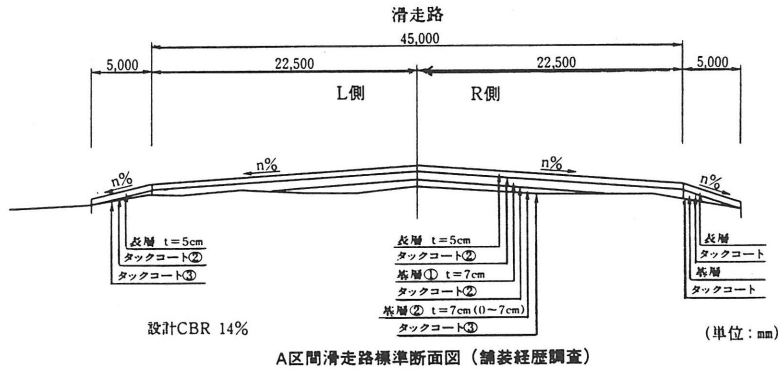 滑走路
45,000
5,000 22,500 22,500 5,000
L側 R側
n% n% n% n%
表層 t=5cm
タックコート②
タックコート③
表層 t=5cm
タックコート②
基層① t=7cm
タックコート②
基層② t=7cm(0〜7cm)
タックコート③
表層
タックコート
基層
タックコート
設計CBR 14%
(単位:mm)
A区間滑走路標準断面図(舗装経歴調査)